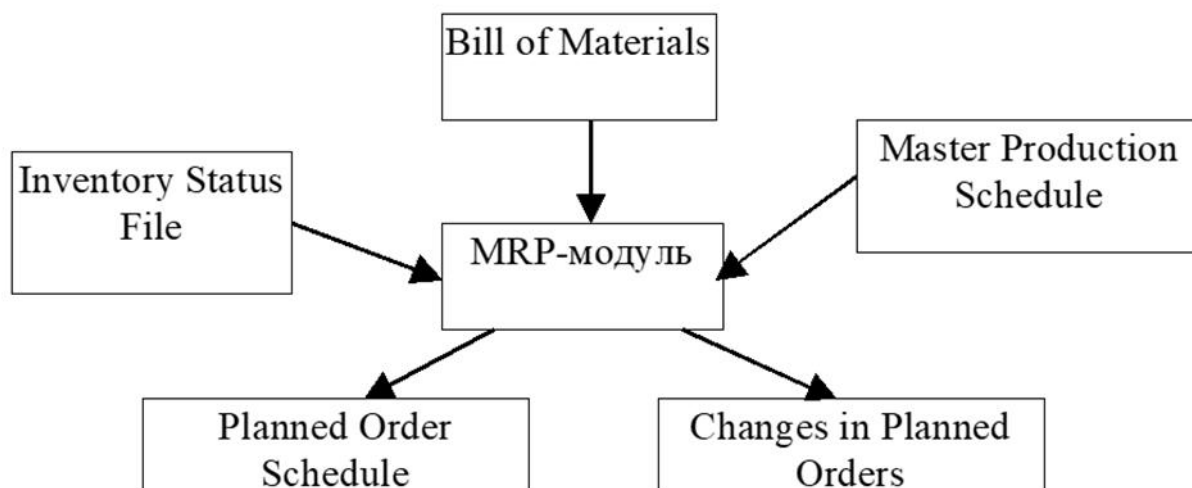 Bill of Materials
Inventory Status
File
Master Production
Schedule
MRP-модуль
Planned Order
Schedule
Changes in Planned
Orders